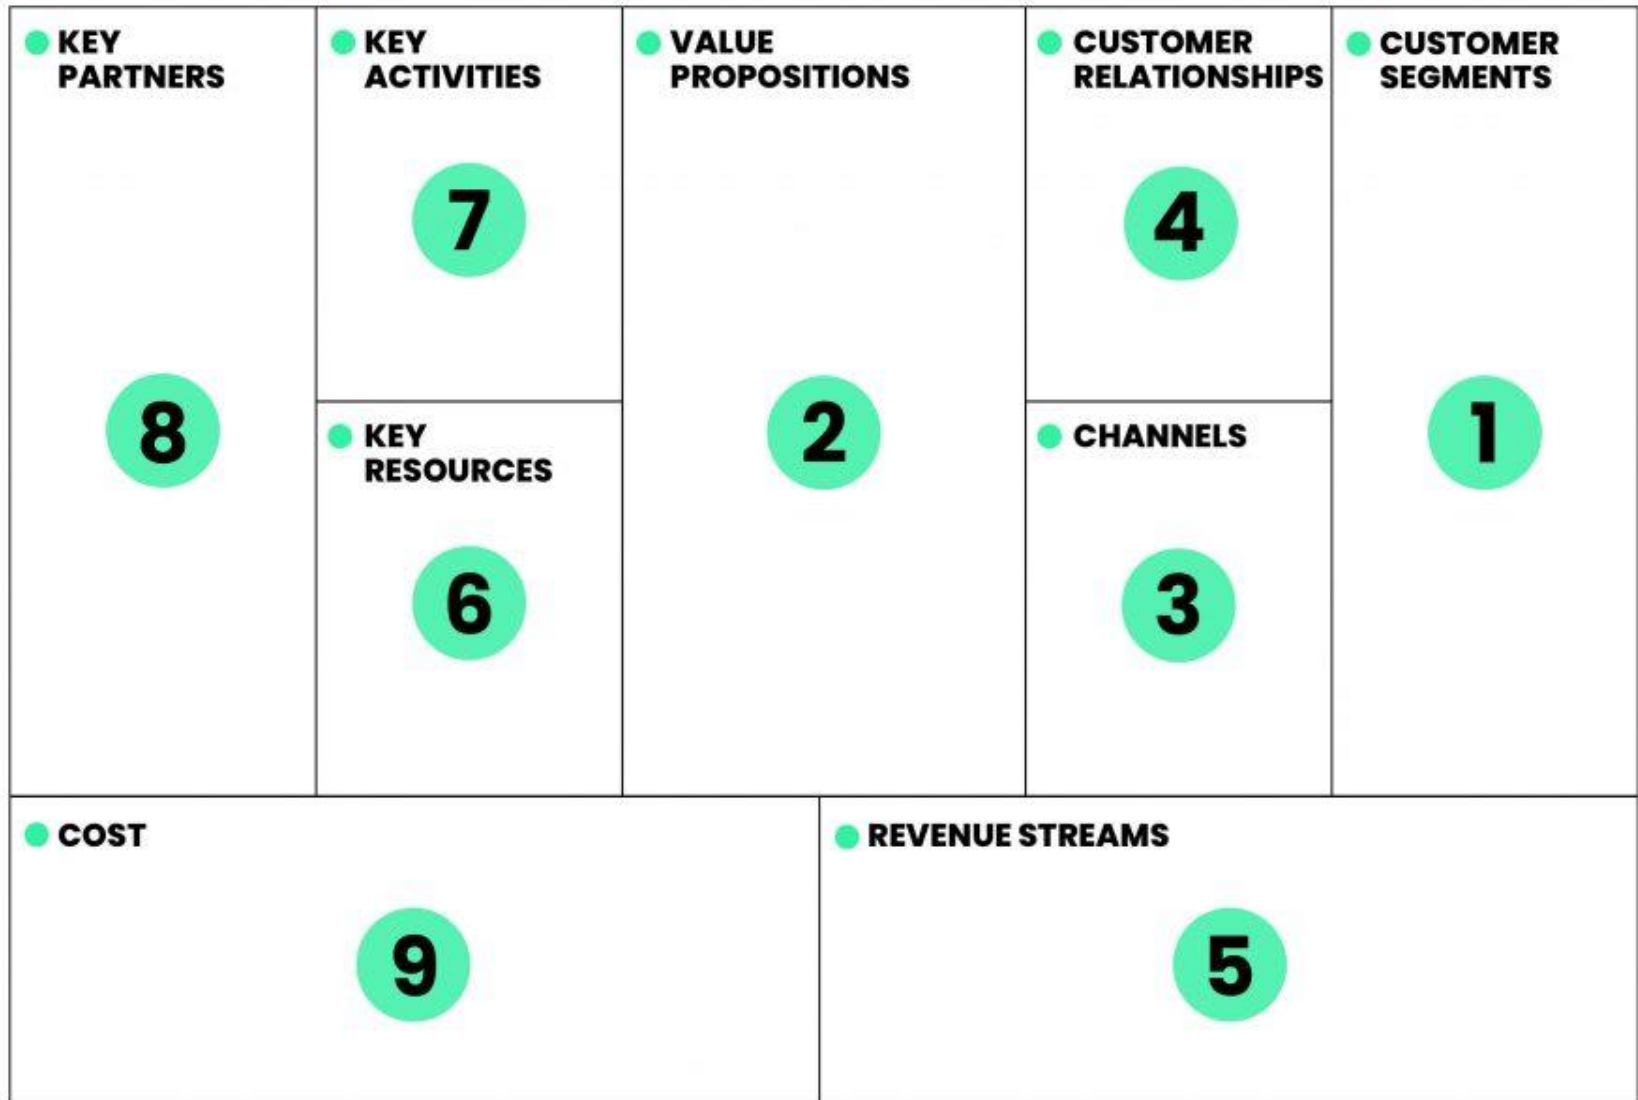 KEY
PARTNERS
8
KEY
ACTIVITIES
7
KEY
RESOURCES
6
VALUE
PROPOSITIONS
2
CUSTOMER
RELATIONSHIPS
4
CHANNELS
3
CUSTOMER
SEGMENTS
1
COST
9
REVENUE STREAMS
5